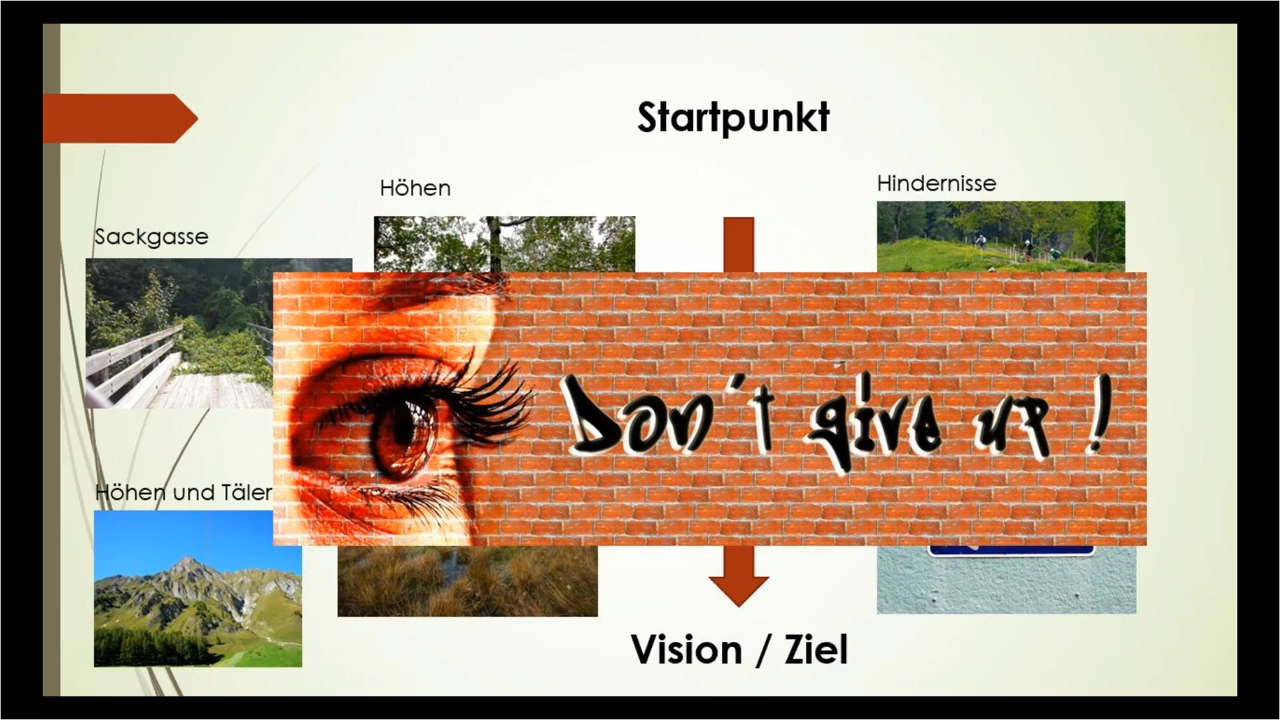 Startpunkt
Höhen
Hindernisse
Sackgasse
Don´t give up !
Höhen und Täler
Vision / Ziel